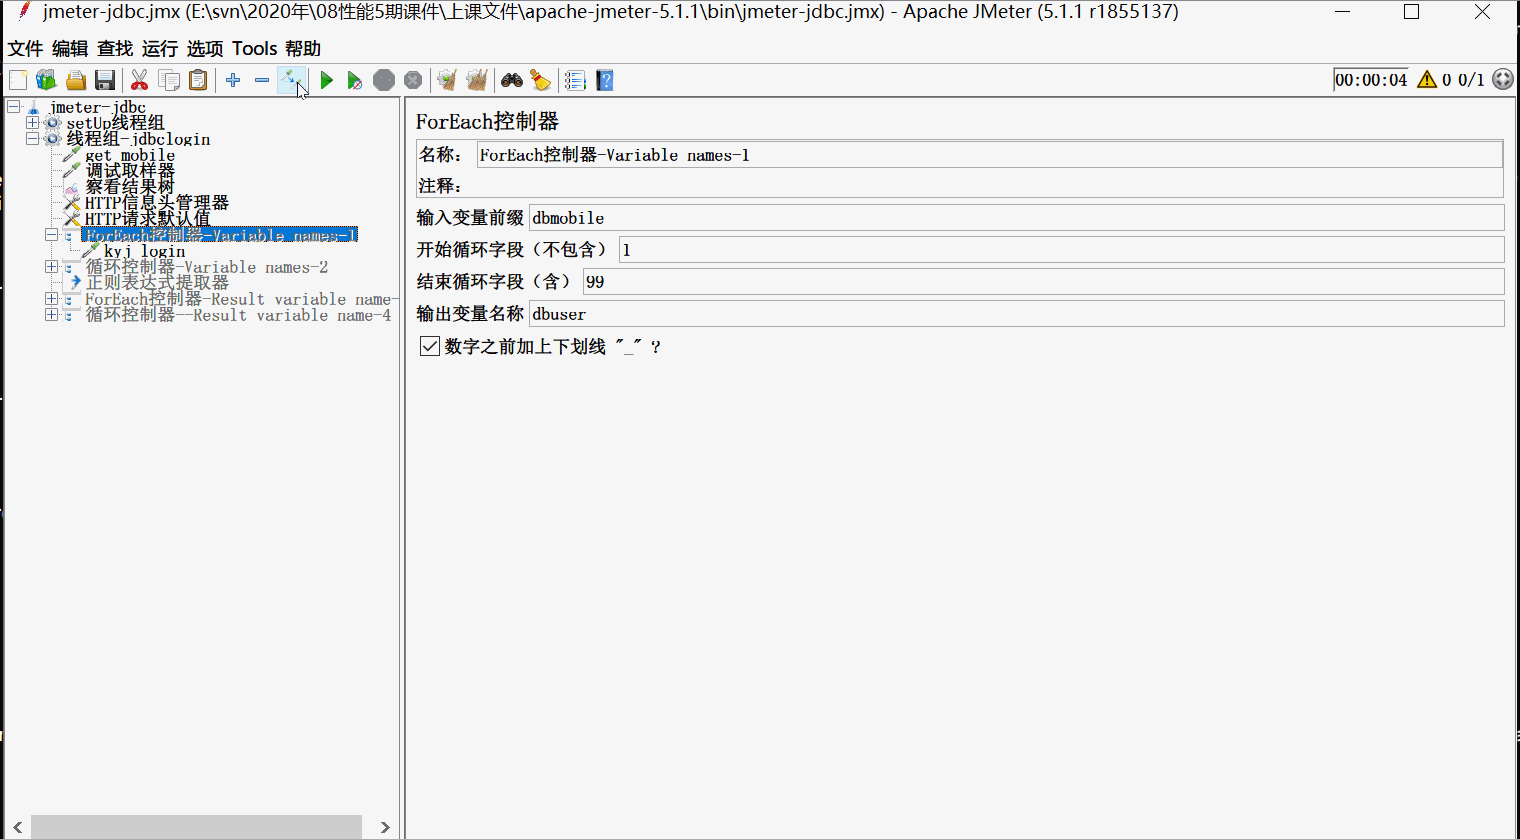 jmeter-jdbc.jmx (E:\svn\2020年\08性能5期课件\上课文件\apache-jmeter-5.1.1\bin\jmeter-jdbc.jmx) - Apache JMeter (5.1.1 r1855137)
文件 编辑 查找 运行 选项 Tools 帮助
00:00:04 0 0/1
jmeter-jdbc
setUp线程组
线程组-jdbclogin
get mobile
调试取样器
察看结果树
HTTP信息头管理器
HTTP请求默认值
ForEach控制器-Variable names-1
kyj login
循环控制器-Variable names-2
正则表达式提取器
ForEach控制器-Result variable name-
循环控制器--Result variable name-4
ForEach控制器
名称： ForEach控制器-Variable names-1
注释：
输入变量前缀 dbmobile
开始循环字段（不包含） 1
结束循环字段（含） 99
输出变量名称 dbuser
数字之前加上下划线 "_" ?